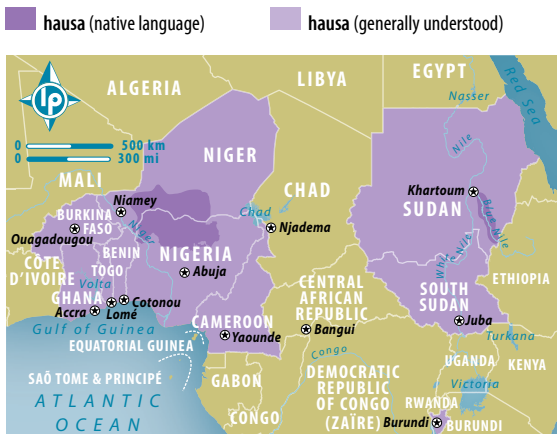 hausa (native language)
hausa (generally understood)
ALGERIA
LIBYA
EGYPT
Red Sea
Nasser
lp
0 500 km
0 300 mi
NIGER
Nile
MALI
CHAD
Khartoum
SUDAN
Blue Nile
Niamey
BURKINA
FASO
Ouagadougou
Niger
Chad
Njadema
White Nile
BENIN
NIGERIA
Abuja
CÔTE
D'IVOIRE
TOGO
ETHIOPIA
Volta
GHANA
Accra
Lomé
Cotonou
CENTRAL
AFRICAN
REPUBLIC
SOUTH
SUDAN
Juba
Gulf of Guinea
CAMEROON
Yaounde
Bangui
Turkana
EQUATORIAL GUINEA
Congo
UGANDA
KENYA
SAÕ TOME & PRINCIPÉ
GABON
DEMOCRATIC
REPUBLIC
OF CONGO
(ZAÏRE)
Victoria
ATLANTIC
OCEAN
CONGO
RWANDA
Burundi
BURUNDI